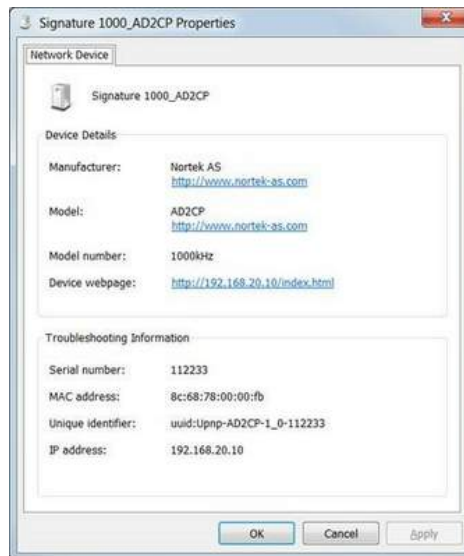 Signature 1000_AD2CP Properties
Network Device
Signature 1000_AD2CP
Device Details
Manufacturer: Nortek AS
http://www.nortek-as.com
Model: AD2CP
http://www.nortek-as.com
Model number: 1000kHz
Device webpage: http://192.168.20.10/index.html
Troubleshooting Information
Serial number: 112233
MAC address: 8c:68:78:00:00:fb
Unique identifier: uuid:Upnp-AD2CP-1_0-112233
IP address: 192.168.20.10
OK Cancel Apply